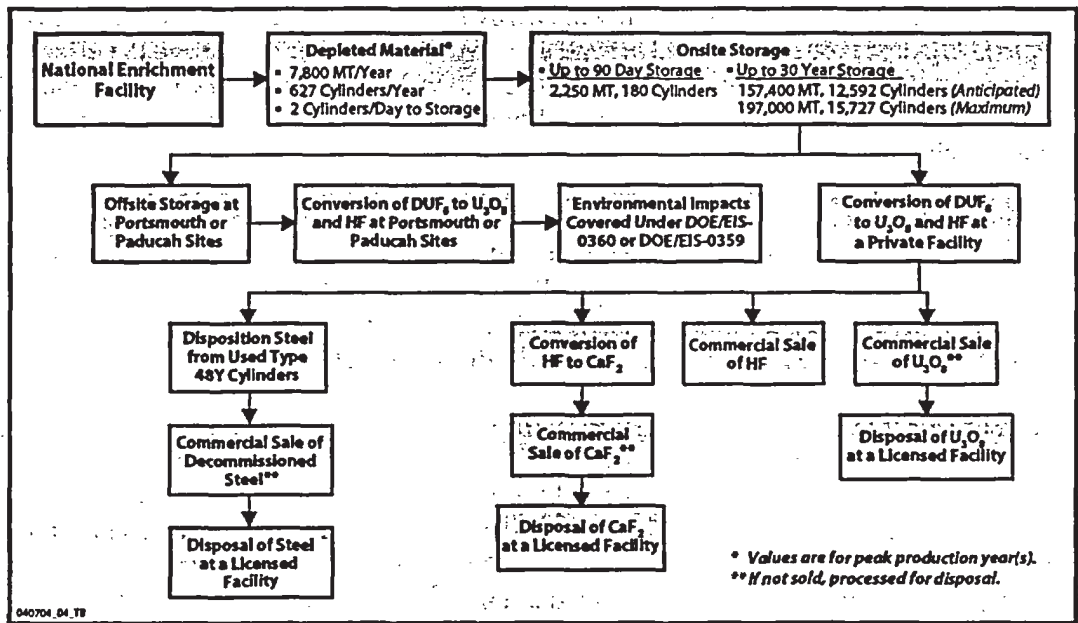 National Enrichment
Facility
Depleted Material*
• 7,800 MT/Year
• 627 Cylinders/Year
• 2 Cylinders/Day to Storage
Onsite Storage
• Up to 90 Day Storage
2,250 MT, 180 Cylinders
• Up to 30 Year Storage
157,400 MT, 12,592 Cylinders (Anticipated)
197,000 MT, 15,727 Cylinders (Maximum)
Offsite Storage at
Portsmouth or
Paducah Sites
Conversion of DUF₆ to U₃O₈
and HF at Portsmouth or
Paducah Sites
Environmental Impacts
Covered Under DOE/EIS-
0360 or DOE/EIS-0359
Conversion of DUF₆
to U₃O₈ and HF at
a Private Facility
Disposition Steel
from Used Type
48Y Cylinders
Conversion of
HF to CaF₂
Commercial Sale
of HF
Commercial Sale
of U₃O₈**
Commercial Sale of
Decommissioned
Steel**
Commercial
Sale of CaF₂**
Disposal of U₃O₈
at a Licensed Facility
Disposal of Steel
at a Licensed
Facility
Disposal of CaF₂
at a Licensed Facility
* Values are for peak production year(s).
** If not sold, processed for disposal.
040704_04_TB